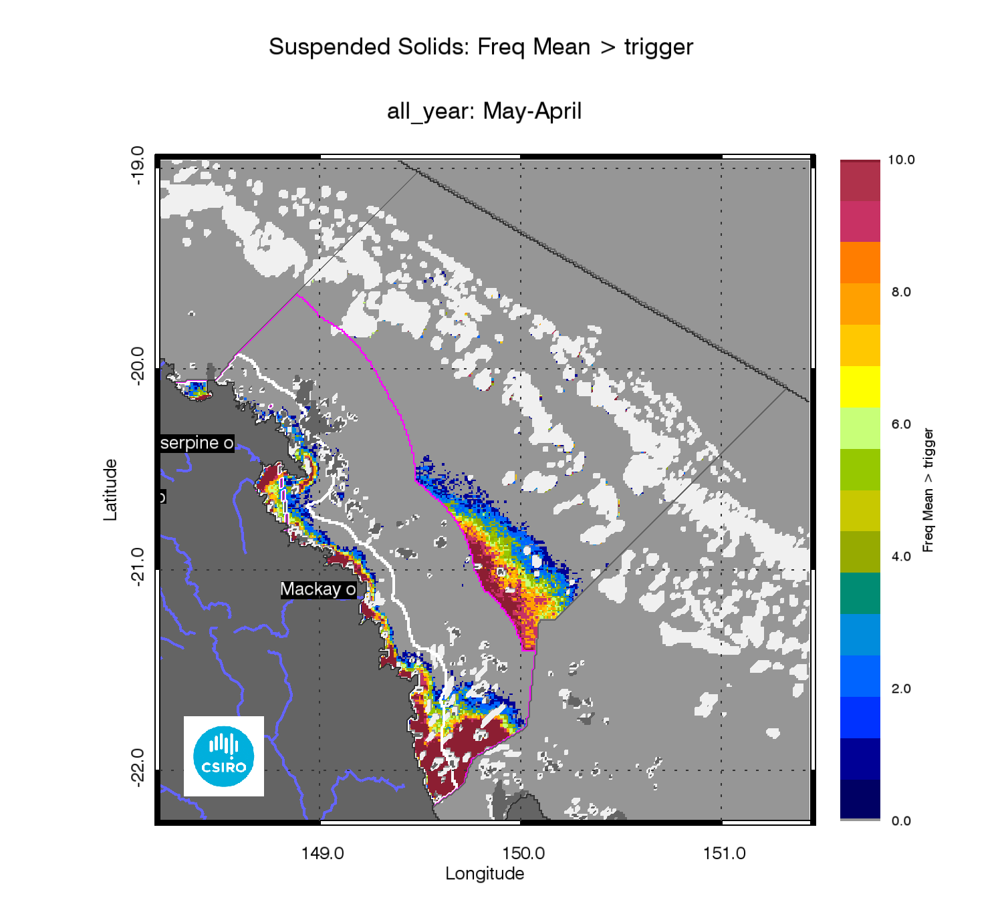 Suspended Solids: Freq Mean > trigger
all_year: May-April
-19.0
-20.0
-21.0
-22.0
Latitude
serpine o
o
Mackay o
CSIRO
149.0
150.0
151.0
Longitude
10.0
8.0
6.0
4.0
2.0
0.0
Freq Mean > trigger